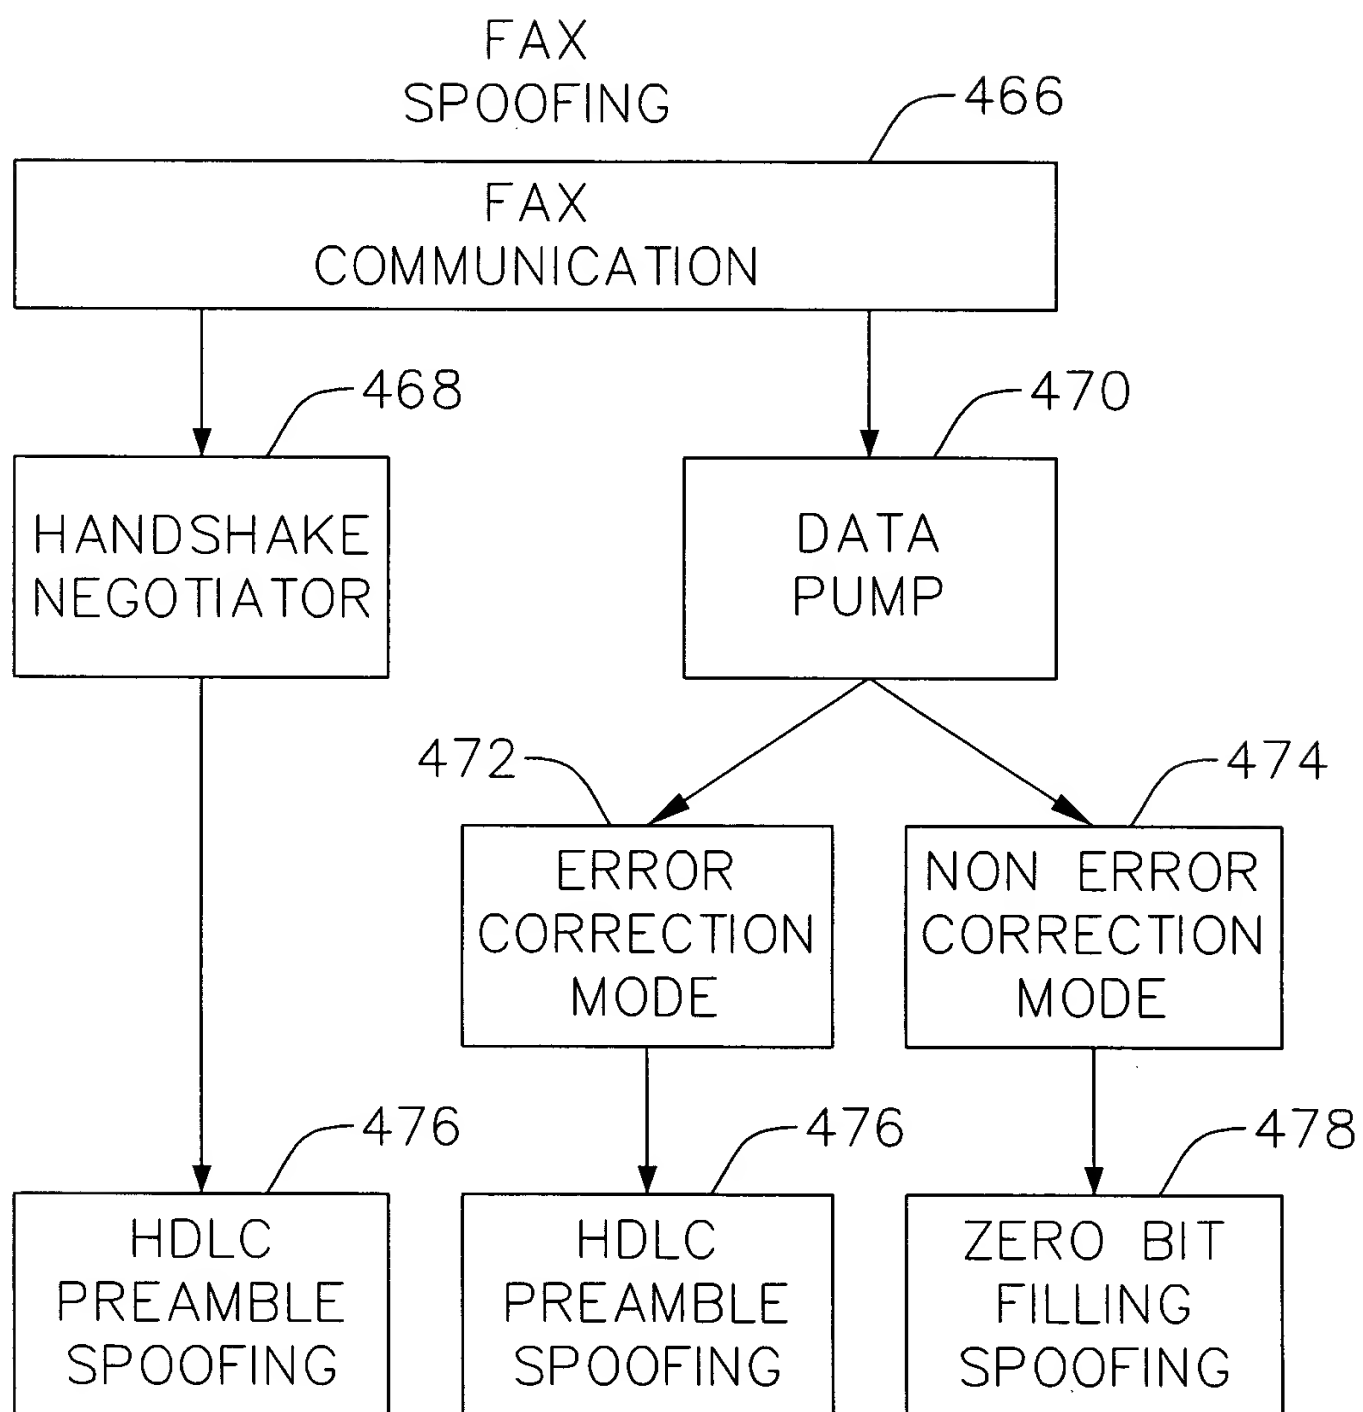 FAX
SPOOFING
466
FAX
COMMUNICATION
468
470
HANDSHAKE
NEGOTIATOR
DATA
PUMP
472
474
ERROR
CORRECTION
MODE
NON ERROR
CORRECTION
MODE
476
476
478
HDLC
PREAMBLE
SPOOFING
HDLC
PREAMBLE
SPOOFING
ZERO BIT
FILLING
SPOOFING